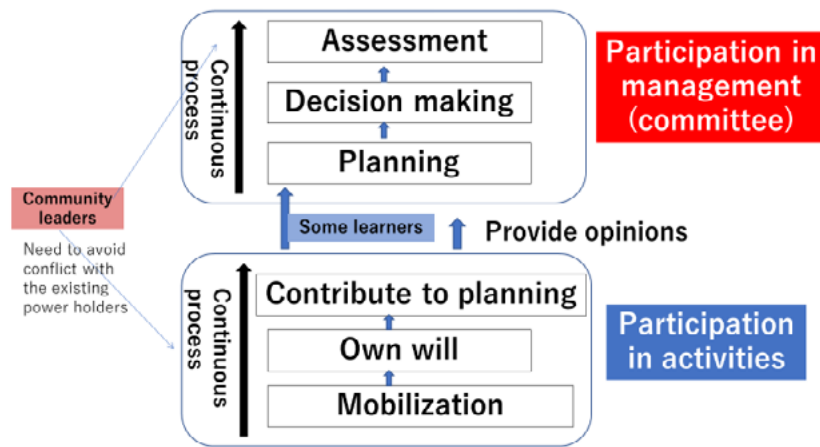 Assessment
Decision making
Planning
Continuous
process
Participation in
management
(committee)
Community
leaders
Need to avoid
conflict with
the existing
power holders
Some learners
Provide opinions
Contribute to planning
Own will
Mobilization
Continuous
process
Participation
in activities